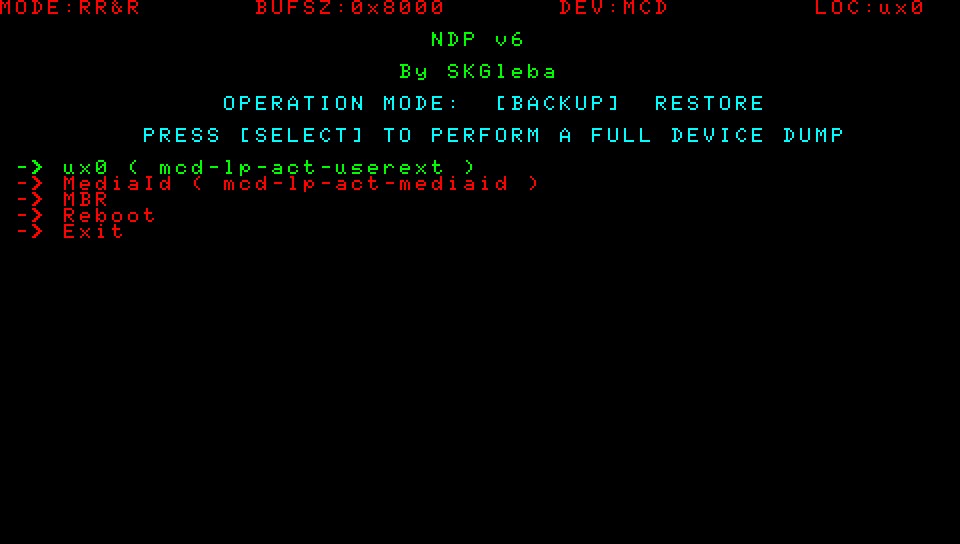 MODE:RR&R BUFSZ:0x8000 DEV:MCD LOC:ux0
NDP v6
By SKGleba
OPERATION MODE: [BACKUP] RESTORE
PRESS [SELECT] TO PERFORM A FULL DEVICE DUMP
-> ux0 ( mcd-lp-act-userext )
-> MediaId ( mcd-lp-act-mediaid )
-> MBR
-> Reboot
-> Exit